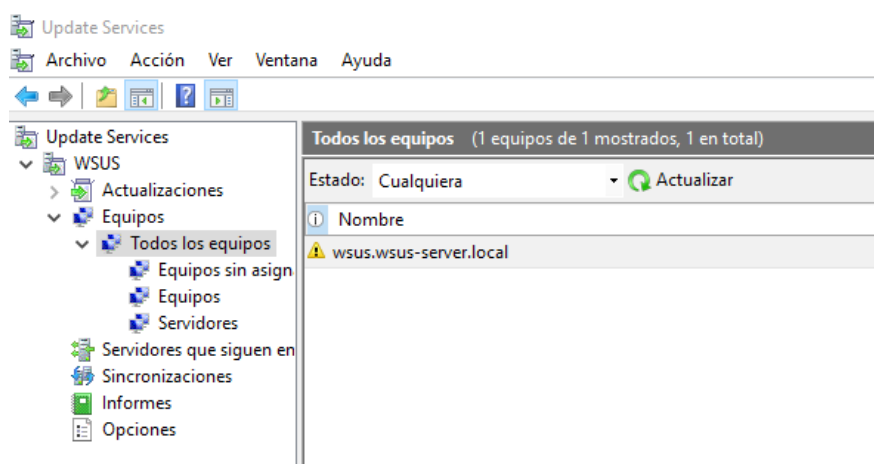 Update Services
Archivo Acción Ver Ventana Ayuda
Update Services
WSUS
Actualizaciones
Equipos
Todos los equipos
Equipos sin asign
Equipos
Servidores
Servidores que siguen en
Sincronizaciones
Informes
Opciones
Todos los equipos (1 equipos de 1 mostrados, 1 en total)
Estado: Cualquiera Actualizar
Nombre
wsus.wsus-server.local